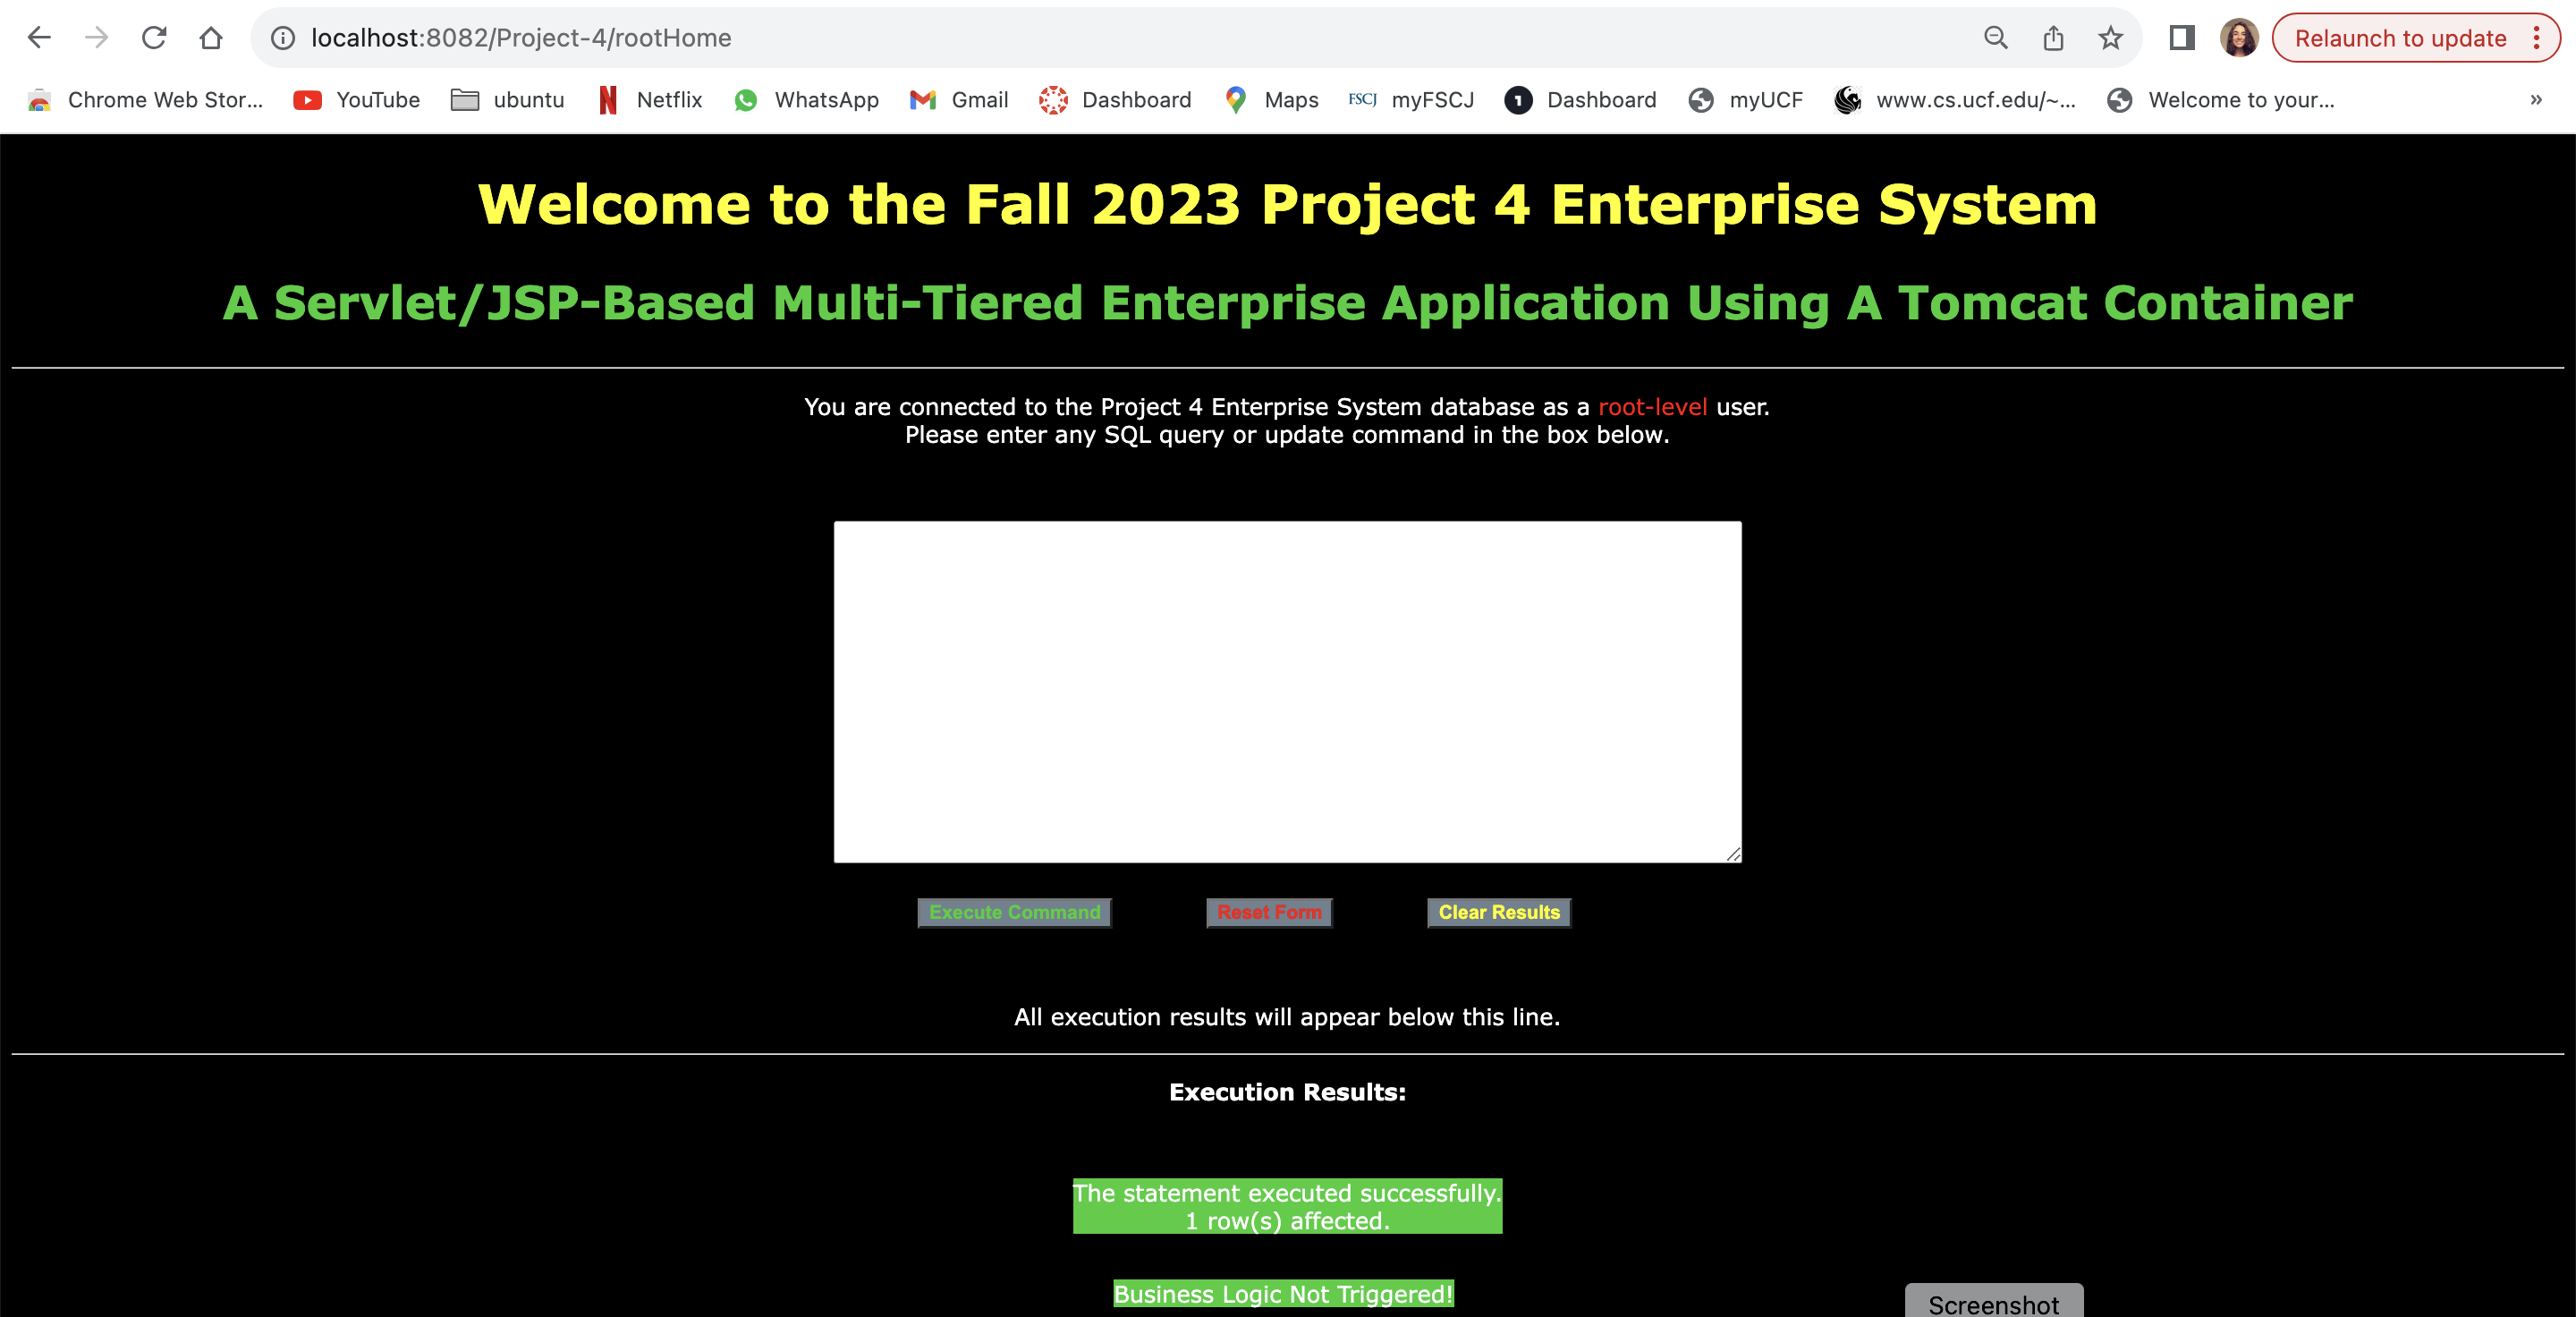 localhost:8082/Project-4/rootHome
Relaunch to update
Chrome Web Stor...
YouTube
ubuntu
Netflix
WhatsApp
Gmail
Dashboard
Maps
FSCJ
myFSCJ
1
Dashboard
myUCF
www.cs.ucf.edu/~...
Welcome to your...
»
Welcome to the Fall 2023 Project 4 Enterprise System
A Servlet/JSP-Based Multi-Tiered Enterprise Application Using A Tomcat Container
You are connected to the Project 4 Enterprise System database as a root-level user.
Please enter any SQL query or update command in the box below.
Execute Command
Reset Form
Clear Results
All execution results will appear below this line.
Execution Results:
The statement executed successfully.
1 row(s) affected.
Business Logic Not Triggered!
Screenshot